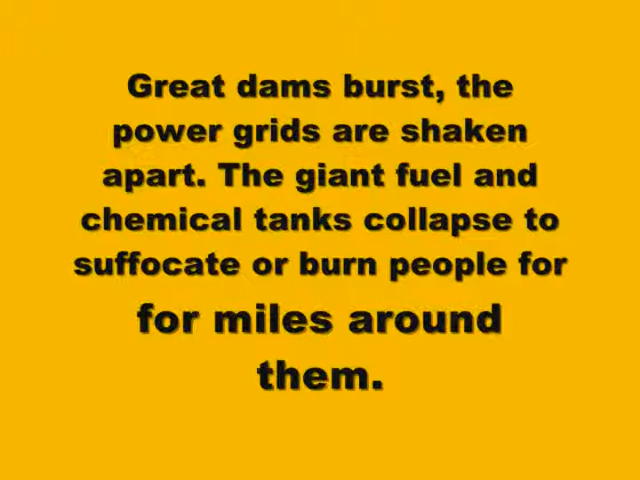 Great dams burst, the
power grids are shaken
apart. The giant fuel and
chemical tanks collapse to
suffocate or burn people for
for miles around
them.